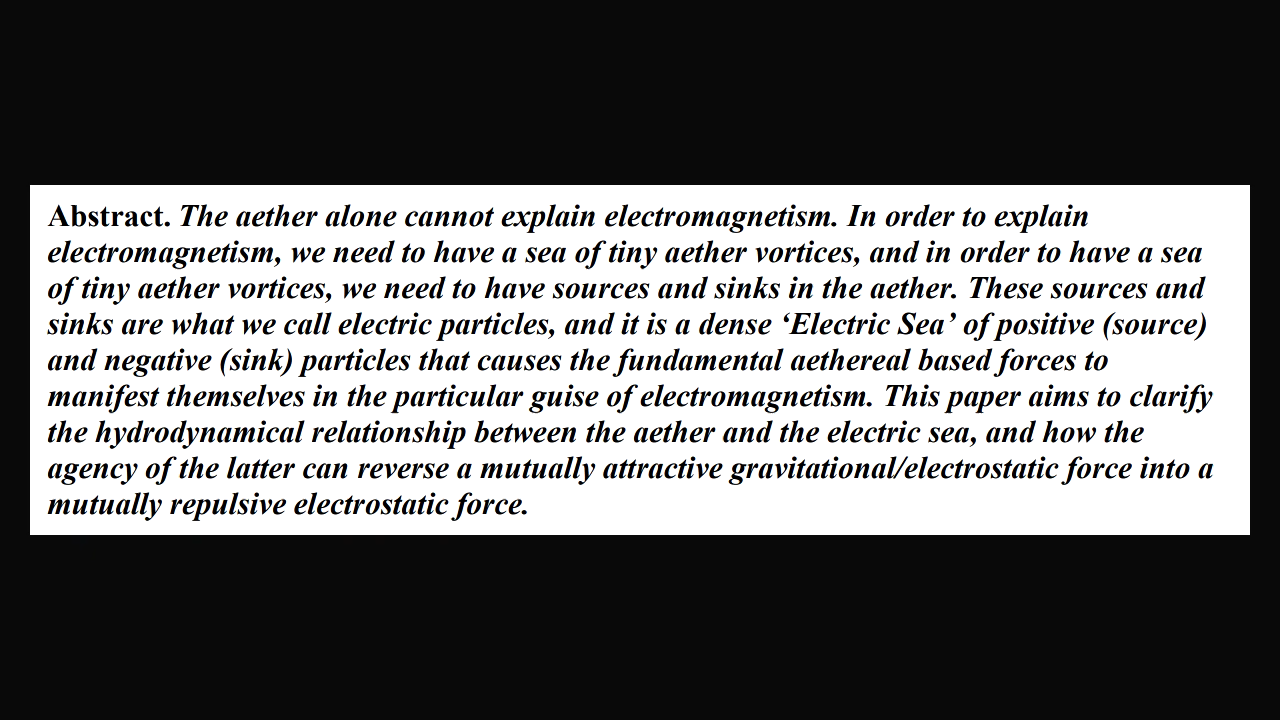 Abstract. The aether alone cannot explain electromagnetism. In order to explain
electromagnetism, we need to have a sea of tiny aether vortices, and in order to have a sea
of tiny aether vortices, we need to have sources and sinks in the aether. These sources and
sinks are what we call electric particles, and it is a dense ‘Electric Sea’ of positive (source)
and negative (sink) particles that causes the fundamental aethereal based forces to
manifest themselves in the particular guise of electromagnetism. This paper aims to clarify
the hydrodynamical relationship between the aether and the electric sea, and how the
agency of the latter can reverse a mutually attractive gravitational/electrostatic force into a
mutually repulsive electrostatic force.